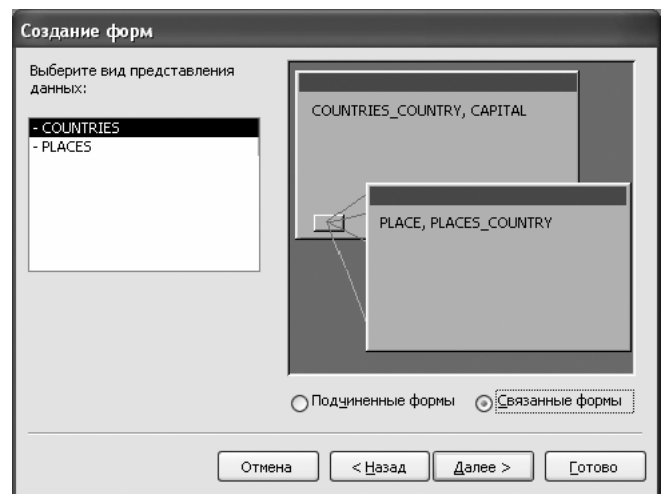 Создание форм
Выберите вид представления
данных:
- COUNTRIES
- PLACES
COUNTRIES_COUNTRY, CAPITAL
PLACE, PLACES_COUNTRY
Подчиненные формы
Связанные формы
Отмена
< Назад
Далее >
Готово